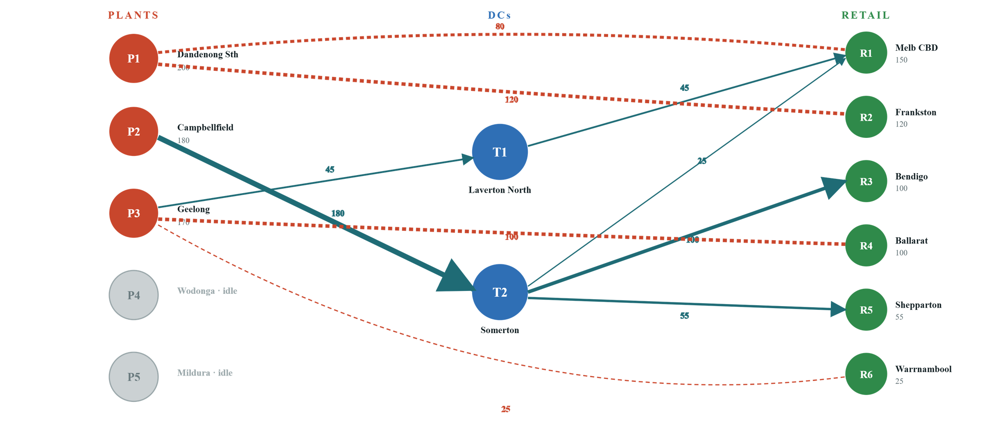 PLANTS
DCs
RETAIL
80
P1
Dandenong Sth
200
R1
Melb CBD
150
45
120
R2
Frankston
120
P2
Campbellfield
180
T1
Laverton North
25
45
R3
Bendigo
100
P3
Geelong
170
180
100
100
R4
Ballarat
100
P4
Wodonga · idle
T2
Somerton
55
R5
Shepparton
55
P5
Mildura · idle
R6
Warrnambool
25
25